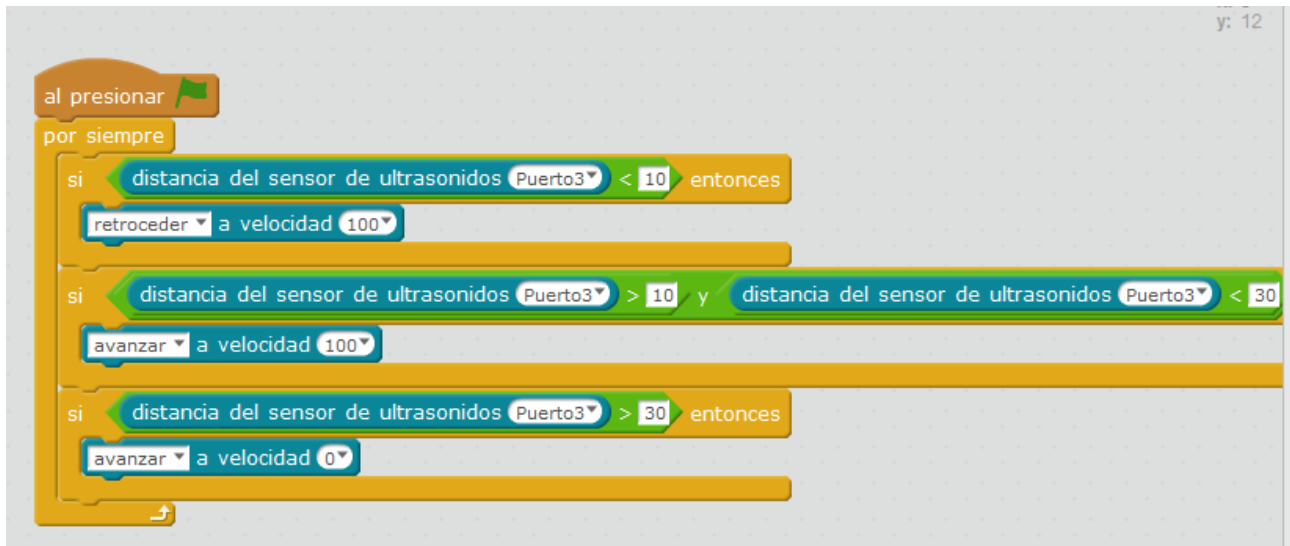 y: 12
al presionar
por siempre
si distancia del sensor de ultrasonidos Puerto3 < 10 entonces
retroceder a velocidad 100
si distancia del sensor de ultrasonidos Puerto3 > 10 y distancia del sensor de ultrasonidos Puerto3 < 30
avanzar a velocidad 100
si distancia del sensor de ultrasonidos Puerto3 > 30 entonces
avanzar a velocidad 0